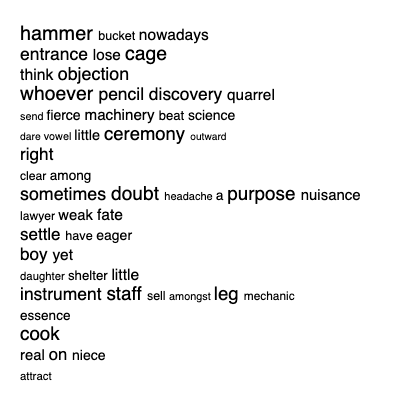 hammer bucket nowadays
entrance lose cage
think objection
whoever pencil discovery quarrel
send fierce machinery beat science
dare vowel little ceremony outward
right
clear among
sometimes doubt headache a purpose nuisance
lawyer weak fate
settle have eager
boy yet
daughter shelter little
instrument staff sell amongst leg mechanic
essence
cook
real on niece
attract